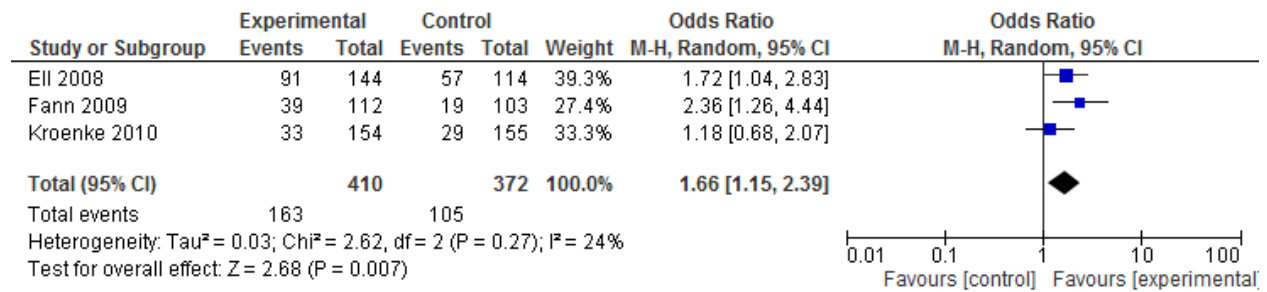 Experimental Control Odds Ratio Odds Ratio
Study or Subgroup Events Total Events Total Weight M-H, Random, 95% CI M-H, Random, 95% CI
Ell 2008 91 144 57 114 39.3% 1.72 [1.04, 2.83]
Fann 2009 39 112 19 103 27.4% 2.36 [1.26, 4.44]
Kroenke 2010 33 154 29 155 33.3% 1.18 [0.68, 2.07]
Total (95% CI) 410 372 100.0% 1.66 [1.15, 2.39]
Total events 163 105
Heterogeneity: Tau² = 0.03; Chi² = 2.62, df = 2 (P = 0.27); I² = 24%
Test for overall effect: Z = 2.68 (P = 0.007)
0.01 0.1 1 10 100
Favours [control] Favours [experimental]